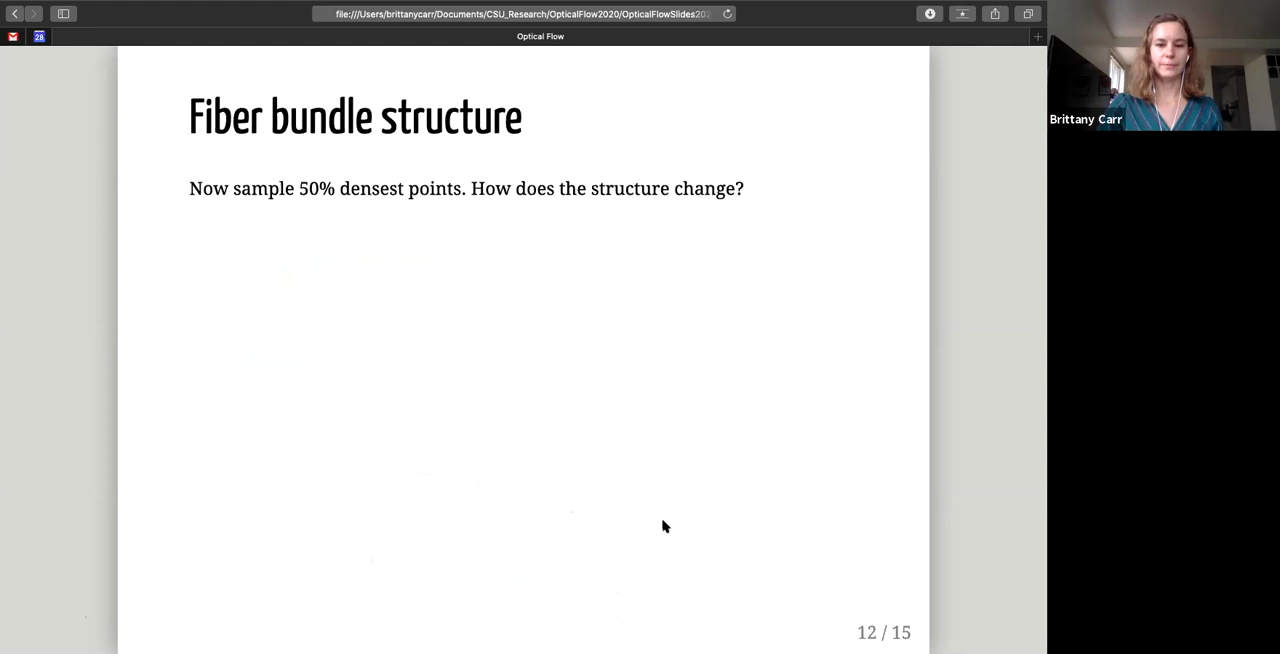 file:///Users/brittanycarr/Documents/CSU_Research/OpticalFlow2020/OpticalFlowSlides202
28
Optical Flow
Brittany Carr
Fiber bundle structure
Now sample 50% densest points. How does the structure change?
12 / 15